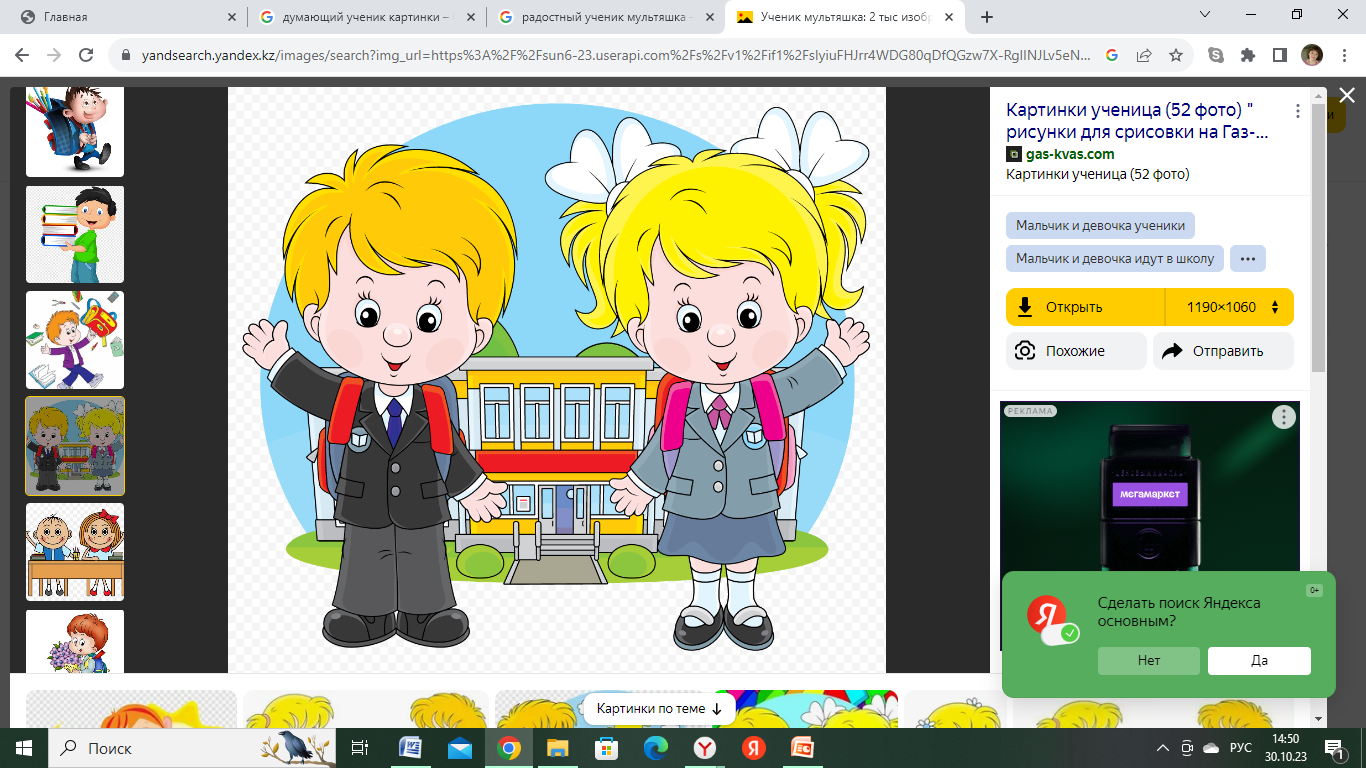 Главная
думающий ученик картинки –
радостный ученик мультяшка
Ученик мультяшка: 2 тыс изобр
yandsearch.yandex.kz/images/search?img_url=https%3A%2F%2Fsun6-23.userapi.com%2Fs%2Fv1%2Fif1%2FslyiuFHJrr4WDG80qDfQGzw7X-RgIINJLv5eN...
Картинки ученица (52 фото) "
рисунки для срисовки на Газ-...
gas-kvas.com
Картинки ученица (52 фото)
Мальчик и девочка ученики
Мальчик и девочка идут в школу
Открыть
1190×1060
Похожие
Отправить
РЕКЛАМА
мегамаркет
0+
Сделать поиск Яндекса
основным?
Нет
Да
Картинки по теме
Поиск
РУС
14:50
30.10.23
1